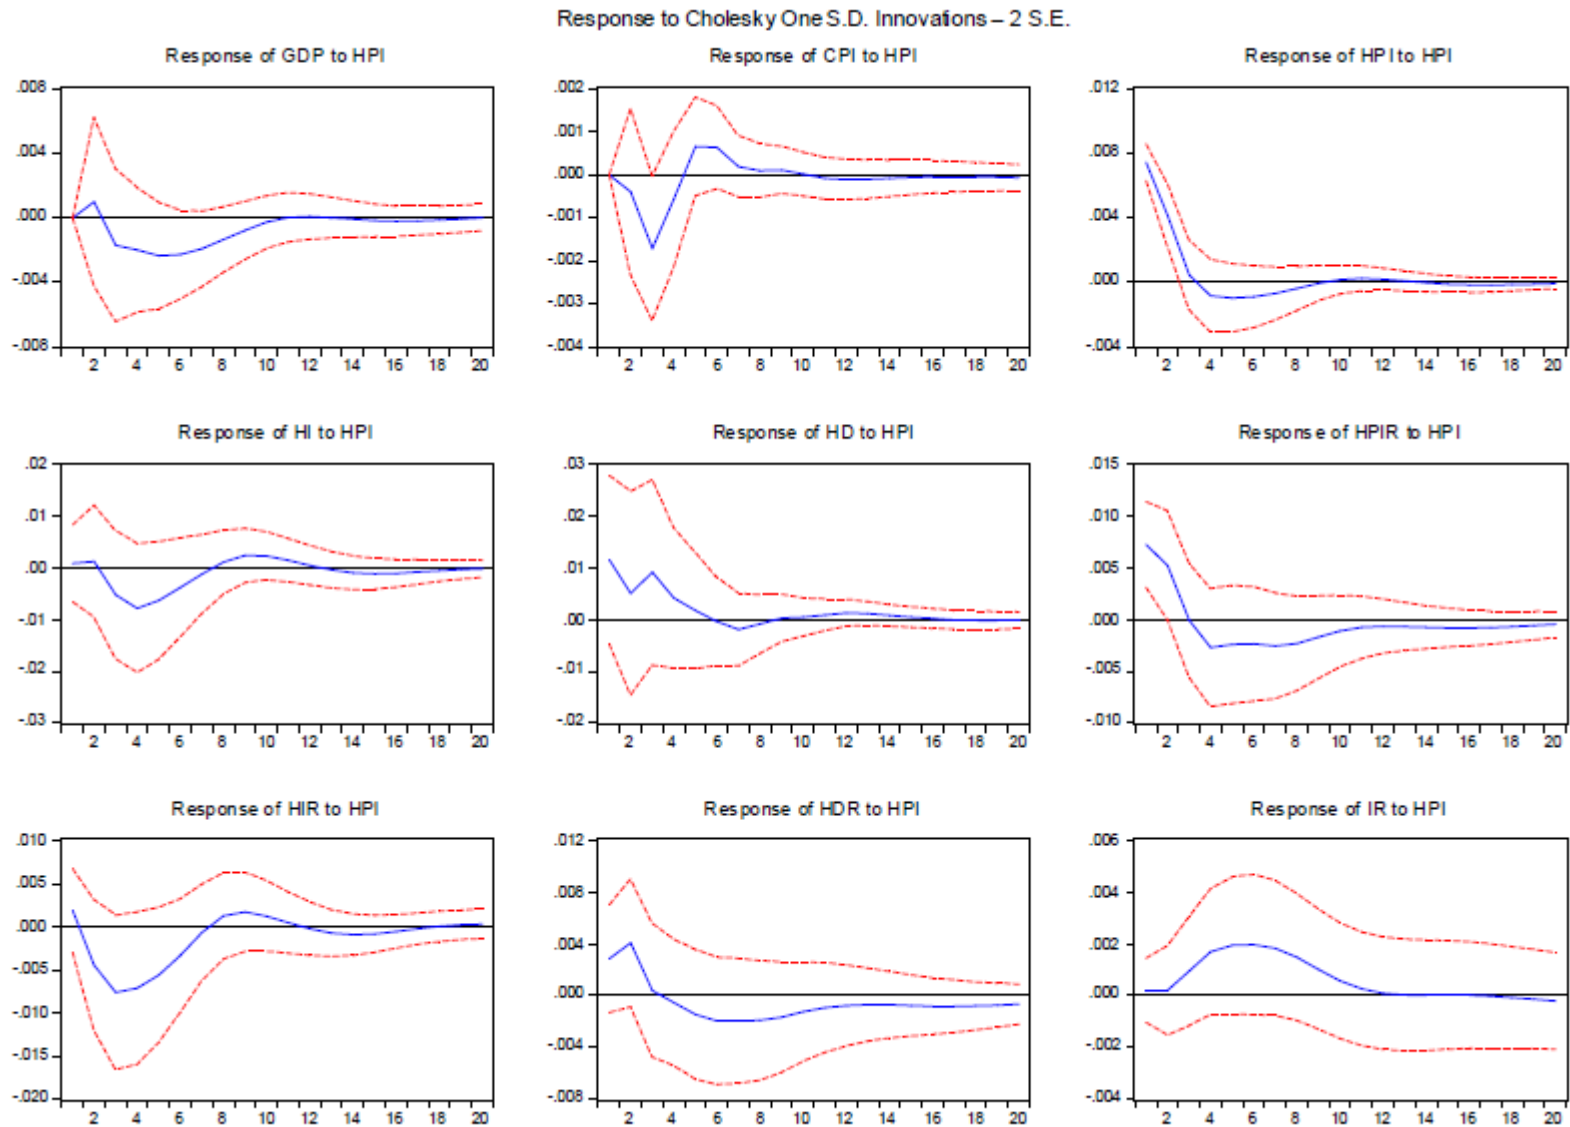 Response to Cholesky One S.D. Innovations – 2 S.E.
Response of GDP to HPI
.008
.004
.000
-.004
-.008
2 4 6 8 10 12 14 16 18 20
Response of CPI to HPI
.002
.001
.000
-.001
-.002
-.003
-.004
2 4 6 8 10 12 14 16 18 20
Response of HPI to HPI
.012
.008
.004
.000
-.004
2 4 6 8 10 12 14 16 18 20
Response of HI to HPI
.02
.01
.00
-.01
-.02
-.03
2 4 6 8 10 12 14 16 18 20
Response of HD to HPI
.03
.02
.01
.00
-.01
-.02
2 4 6 8 10 12 14 16 18 20
Response of HPIR to HPI
.015
.010
.005
.000
-.005
-.010
2 4 6 8 10 12 14 16 18 20
Response of HIR to HPI
.010
.005
.000
-.005
-.010
-.015
-.020
2 4 6 8 10 12 14 16 18 20
Response of HDR to HPI
.012
.008
.004
.000
-.004
-.008
2 4 6 8 10 12 14 16 18 20
Response of IR to HPI
.006
.004
.002
.000
-.002
-.004
2 4 6 8 10 12 14 16 18 20